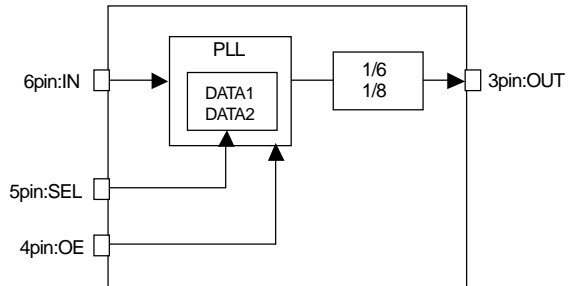 PLL
6pin:IN
DATA1
DATA2
1/6
1/8
3pin:OUT
5pin:SEL
4pin:OE